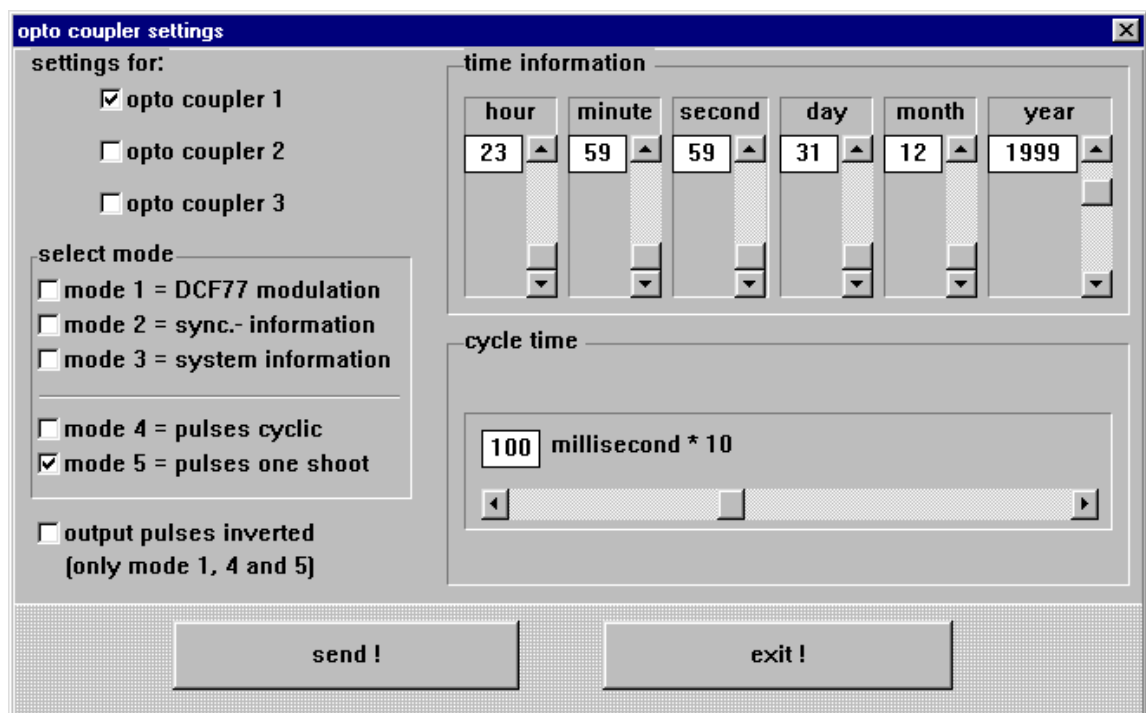 opto coupler settings
settings for:
opto coupler 1
opto coupler 2
opto coupler 3
select mode
mode 1 = DCF77 modulation
mode 2 = sync.- information
mode 3 = system information
mode 4 = pulses cyclic
mode 5 = pulses one shoot
output pulses inverted
(only mode 1, 4 and 5)
time information
hour minute second day month year
23 59 59 31 12 1999
cycle time
100 millisecond * 10
send !
exit !